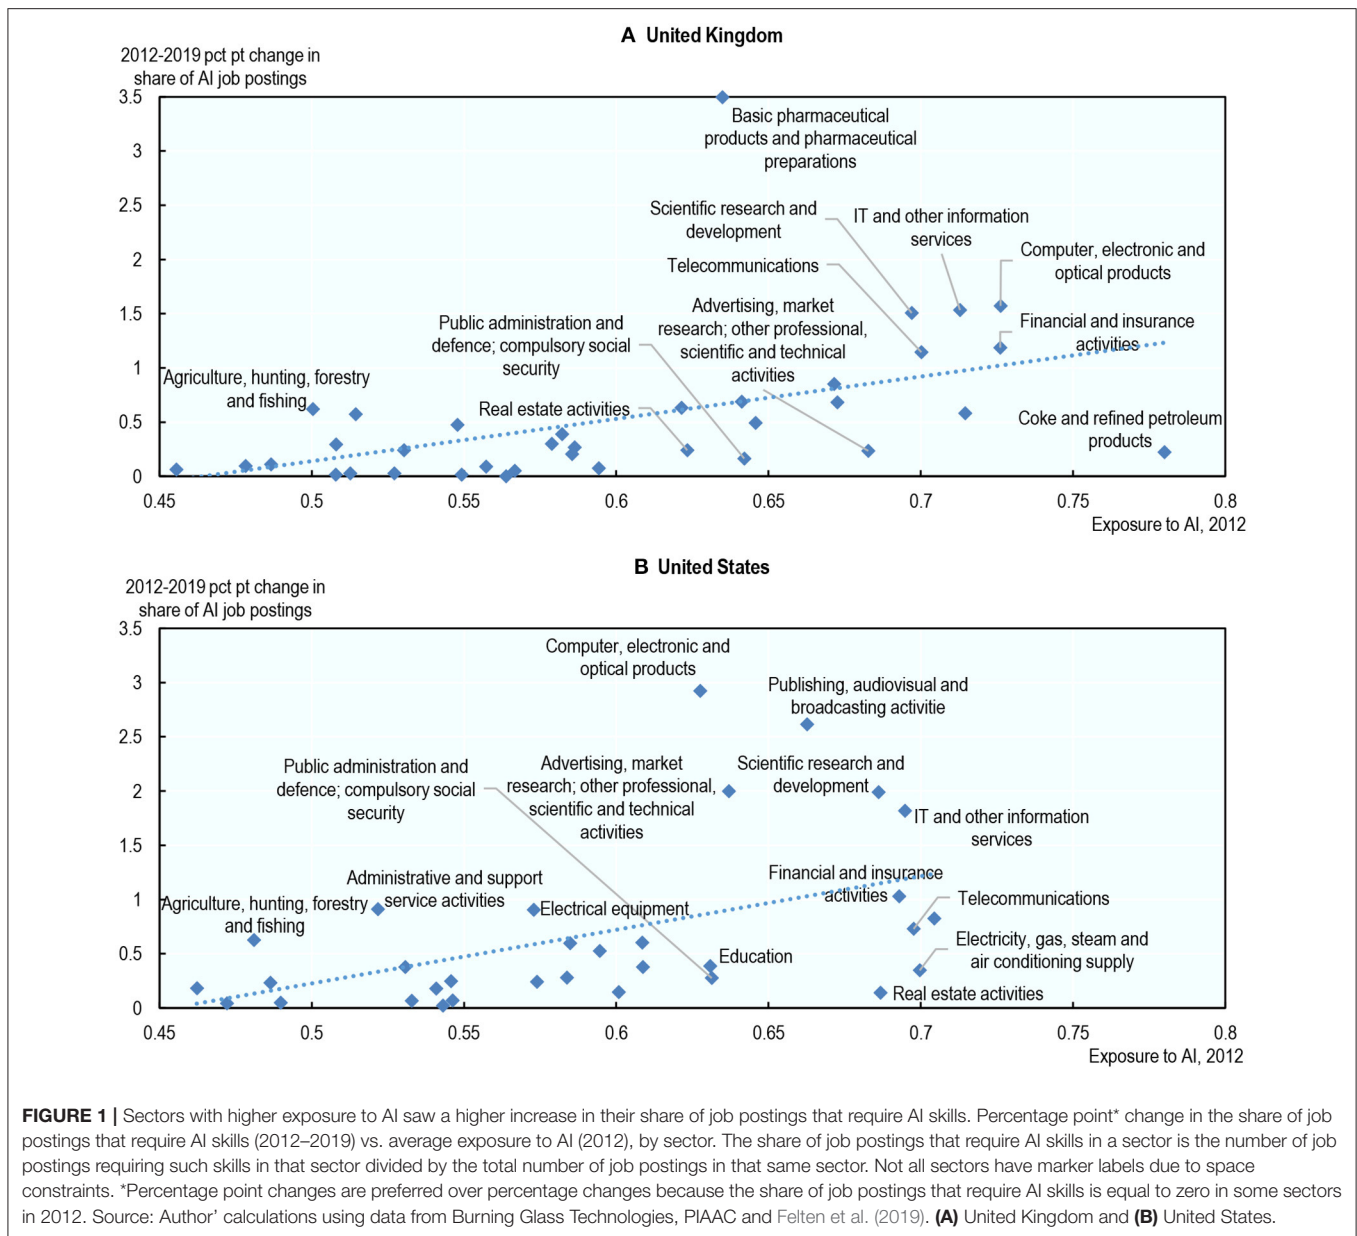 A United Kingdom
2012-2019 pct pt change in
share of AI job postings
3.5
3
2.5
2
1.5
1
0.5
0
0.45 0.5 0.55 0.6 0.65 0.7 0.75 0.8
Exposure to AI, 2012
Basic pharmaceutical
products and pharmaceutical
preparations
Scientific research and
development
IT and other information
services
Computer, electronic and
optical products
Telecommunications
Advertising, market
research; other professional,
scientific and technical
activities
Financial and insurance
activities
Public administration and
defence; compulsory social
security
Agriculture, hunting, forestry
and fishing
Real estate activities
Coke and refined petroleum
products
B United States
2012-2019 pct pt change in
share of AI job postings
3.5
3
2.5
2
1.5
1
0.5
0
0.45 0.5 0.55 0.6 0.65 0.7 0.75 0.8
Exposure to AI, 2012
Computer, electronic and
optical products
Publishing, audiovisual and
broadcasting activitie
Public administration and
defence; compulsory social
security
Advertising, market
research; other professional,
scientific and technical
activities
Scientific research and
development
IT and other information
services
Administrative and support
service activities
Financial and insurance
activities
Agriculture, hunting, forestry
and fishing
Electrical equipment
Telecommunications
Education
Electricity, gas, steam and
air conditioning supply
Real estate activities
FIGURE 1 | Sectors with higher exposure to AI saw a higher increase in their share of job postings that require AI skills. Percentage point* change in the share of job
postings that require AI skills (2012–2019) vs. average exposure to AI (2012), by sector. The share of job postings that require AI skills in a sector is the number of job
postings requiring such skills in that sector divided by the total number of job postings in that same sector. Not all sectors have marker labels due to space
constraints. *Percentage point changes are preferred over percentage changes because the share of job postings that require AI skills is equal to zero in some sectors
in 2012. Source: Author’ calculations using data from Burning Glass Technologies, PIAAC and Felten et al. (2019). (A) United Kingdom and (B) United States.